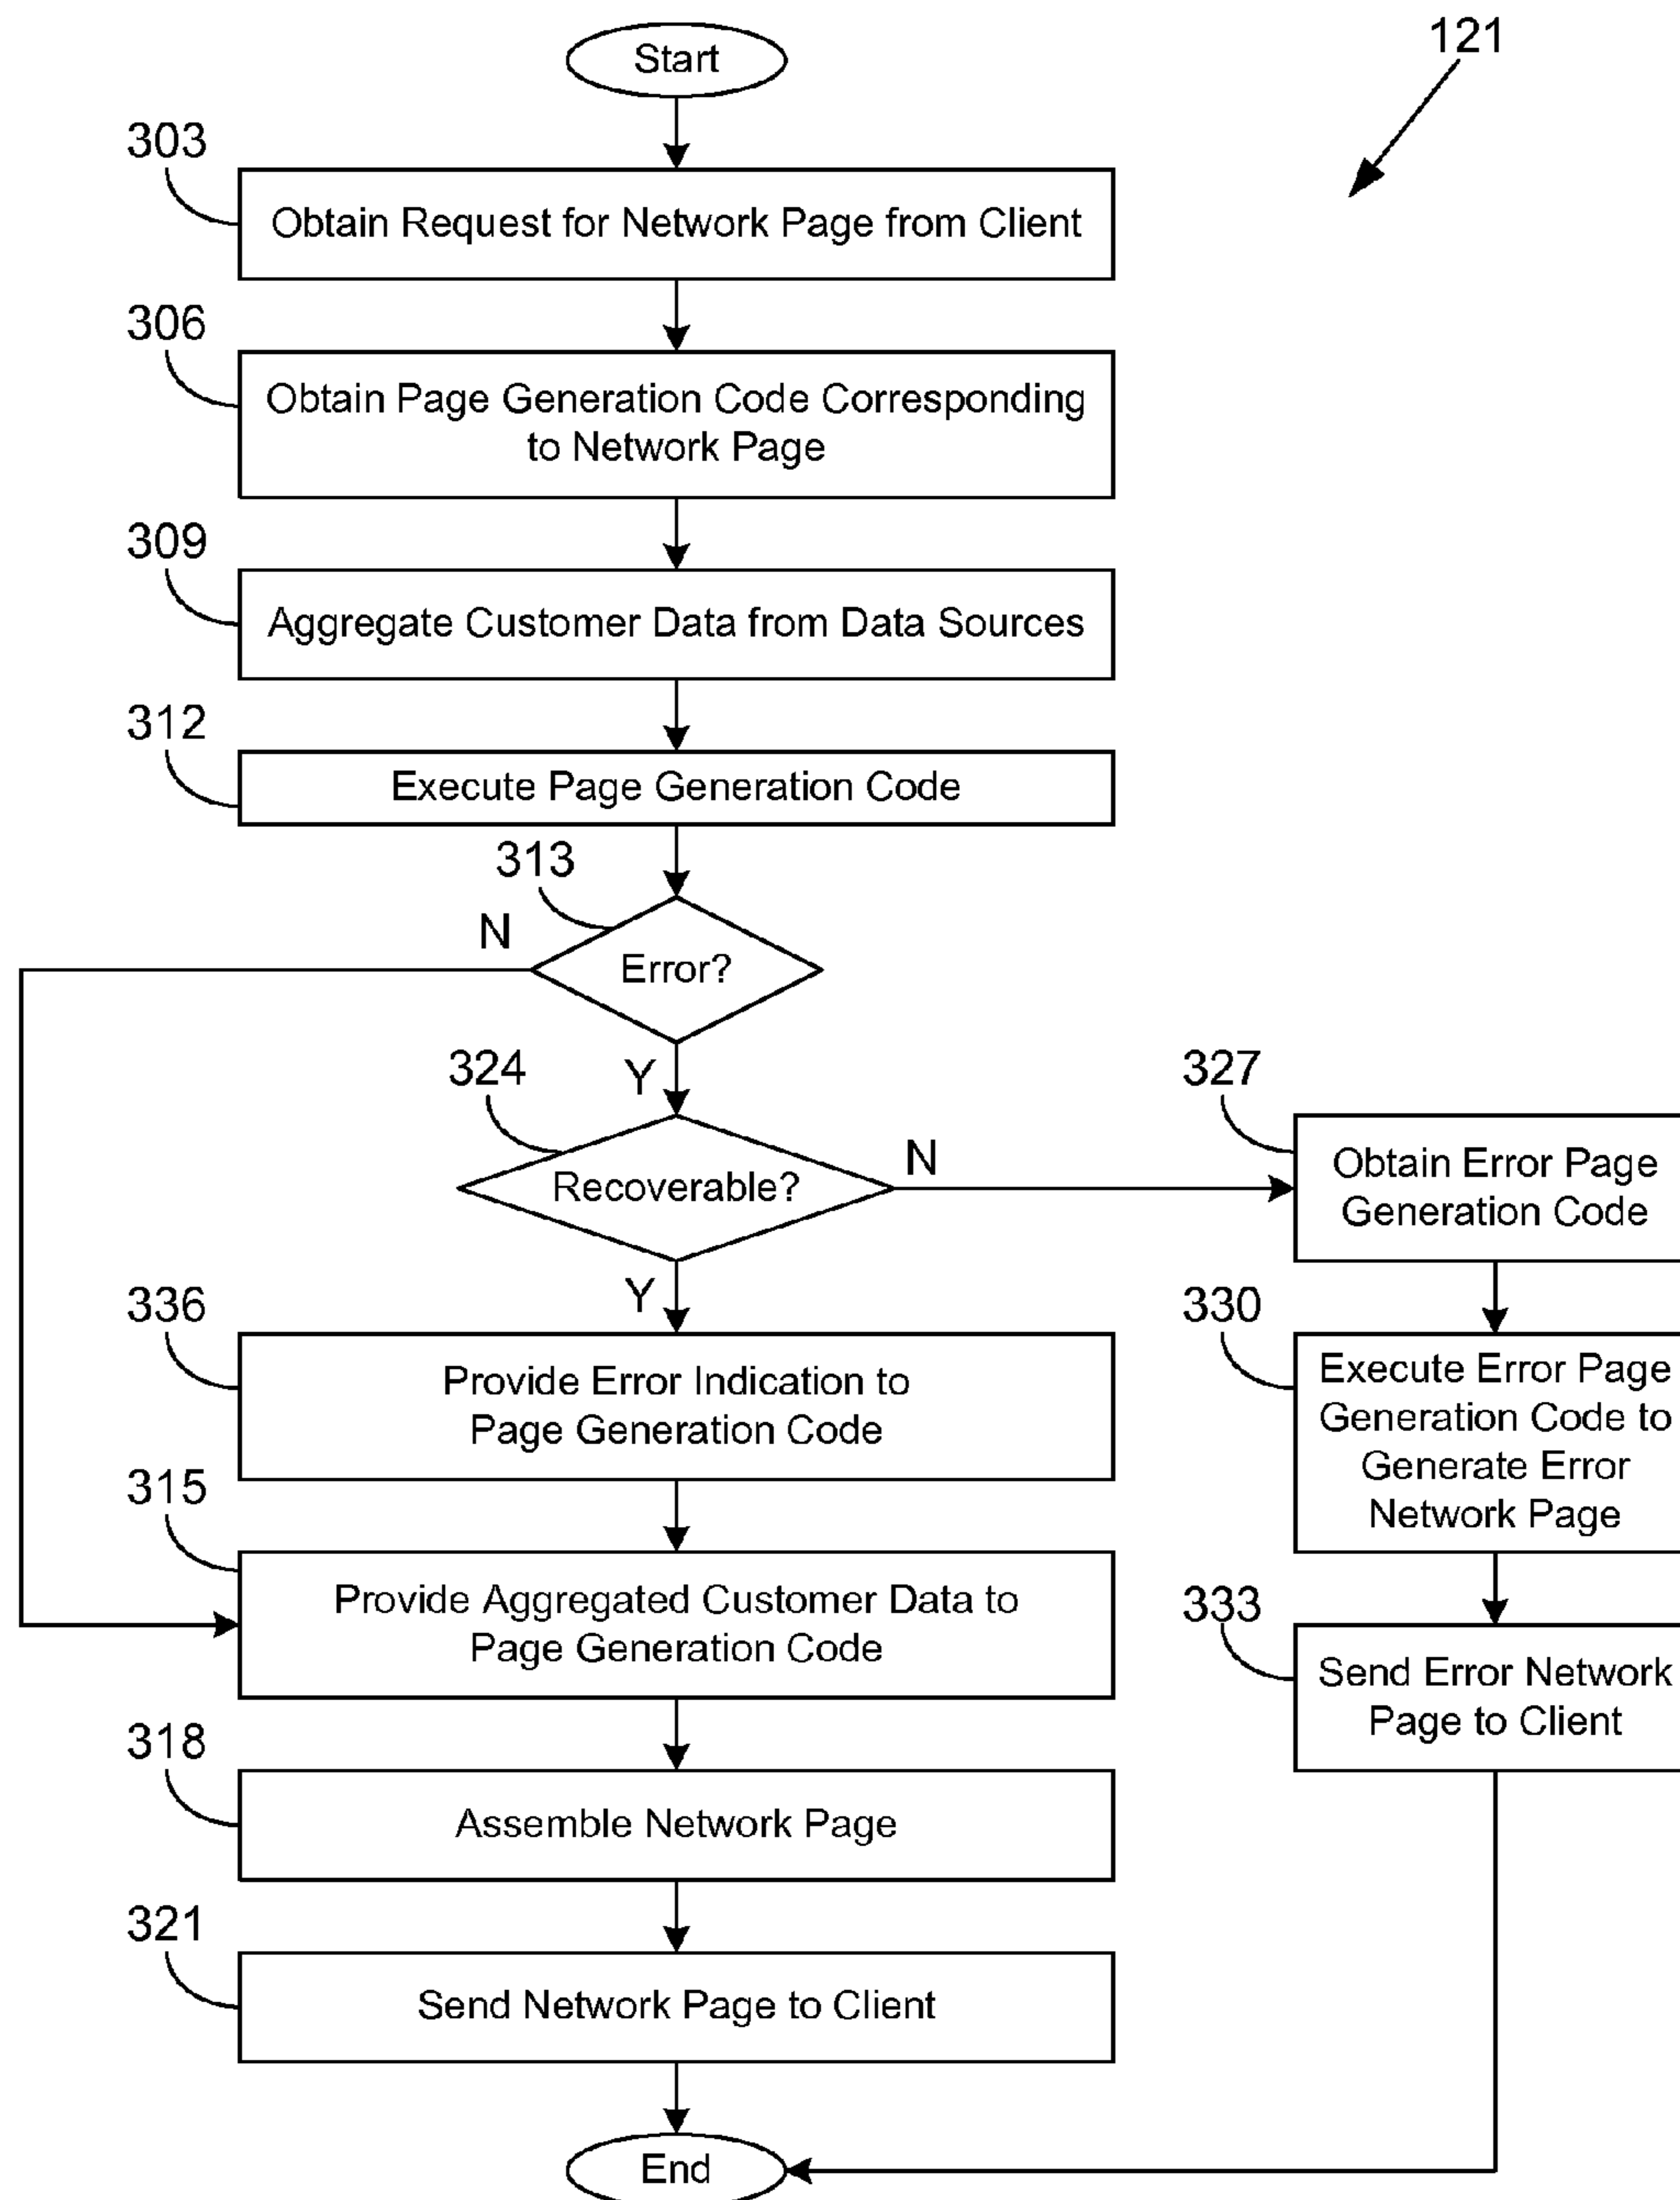 Start
121
303
Obtain Request for Network Page from Client
306
Obtain Page Generation Code Corresponding
to Network Page
309
Aggregate Customer Data from Data Sources
312
Execute Page Generation Code
313
N
Error?
324
Y
327
Recoverable?
N
Obtain Error Page
Generation Code
Y
336
Provide Error Indication to
Page Generation Code
330
Execute Error Page
Generation Code to
Generate Error
Network Page
315
Provide Aggregated Customer Data to
Page Generation Code
333
Send Error Network
Page to Client
318
Assemble Network Page
321
Send Network Page to Client
End